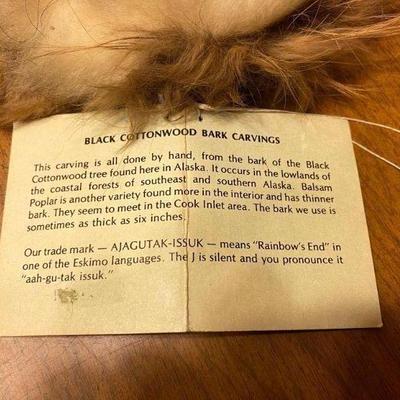 BLACK COTTONWOOD BARK CARVINGS
This carving is all done by hand, from the bark of the Black
Cottonwood tree found here in Alaska. It occurs in the lowlands of
the coastal forests of southeast and southern Alaska. Balsam
Poplar is another variety found more in the interior and has thinner
bark. They seem to meet in the Cook Inlet area. The bark we use is
sometimes as thick as six inches.
Our trade mark — AJAGUTAK-ISSUK — means "Rainbow's End" in
one of the Eskimo languages. The J is silent and you pronounce it
"aah-gu-tak issuk."